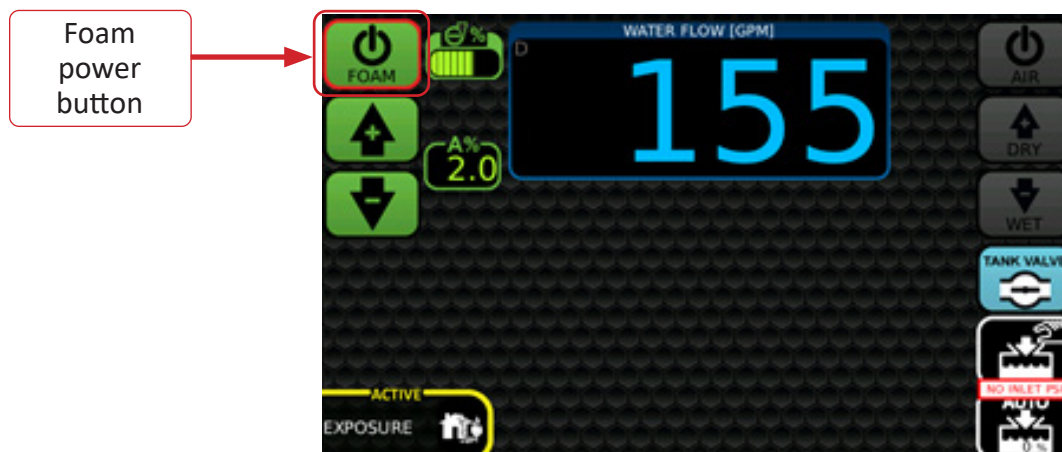 Foam
power
button
FOAM
%
WATER FLOW [GPM]
D
155
A%
2.0
AIR
DRY
WET
TANK VALVE
NO INLET PSI
AUTO
0 %
ACTIVE
EXPOSURE